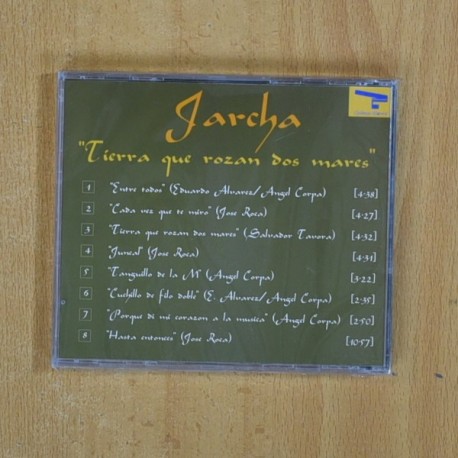 Jarcha
"Tierra que rozan dos mares"
1 "Entre todos" (Eduardo Alvarez/ Angel Corpa) [4:38]
2 "Cada vez que te miro" (Jose Roca) [4:27]
3 "Tierra que rozan dos mares" (Salvador Tavora) [4:32]
4 "Juncal" (Jose Roca) [4:31]
5 "Tanguillo de la Mª (Angel Corpa) [3:22]
6 "Cuchillo de filo doble" (E. Alvarez/ Angel Corpa) [2:35]
7 "Porque di mi corazon a la musica" (Angel Corpa) [2:50]
8 "Hasta entonces" (Jose Roca) [10:57]